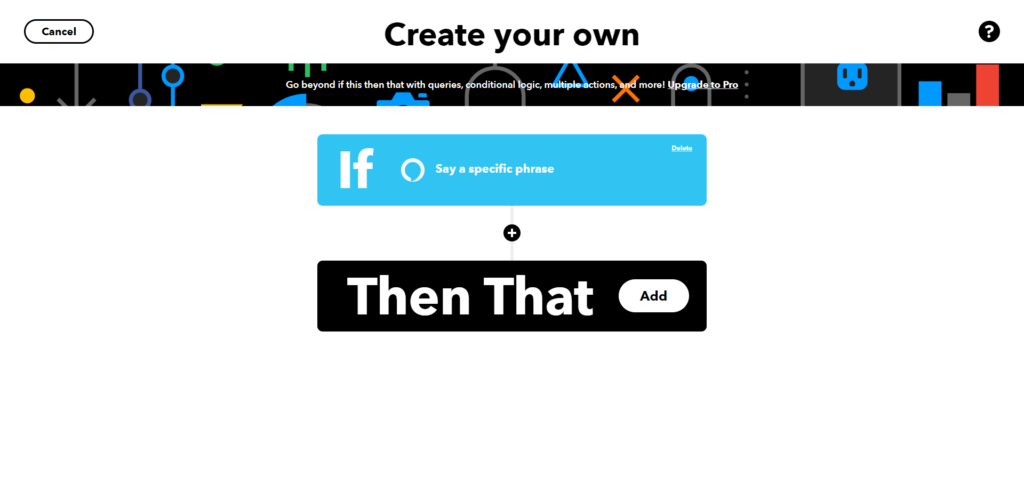 Cancel
Create your own
?
Go beyond if this then that with queries, conditional logic, multiple actions, and more! Upgrade to Pro
If
Say a specific phrase
Delete
+
Then That
Add